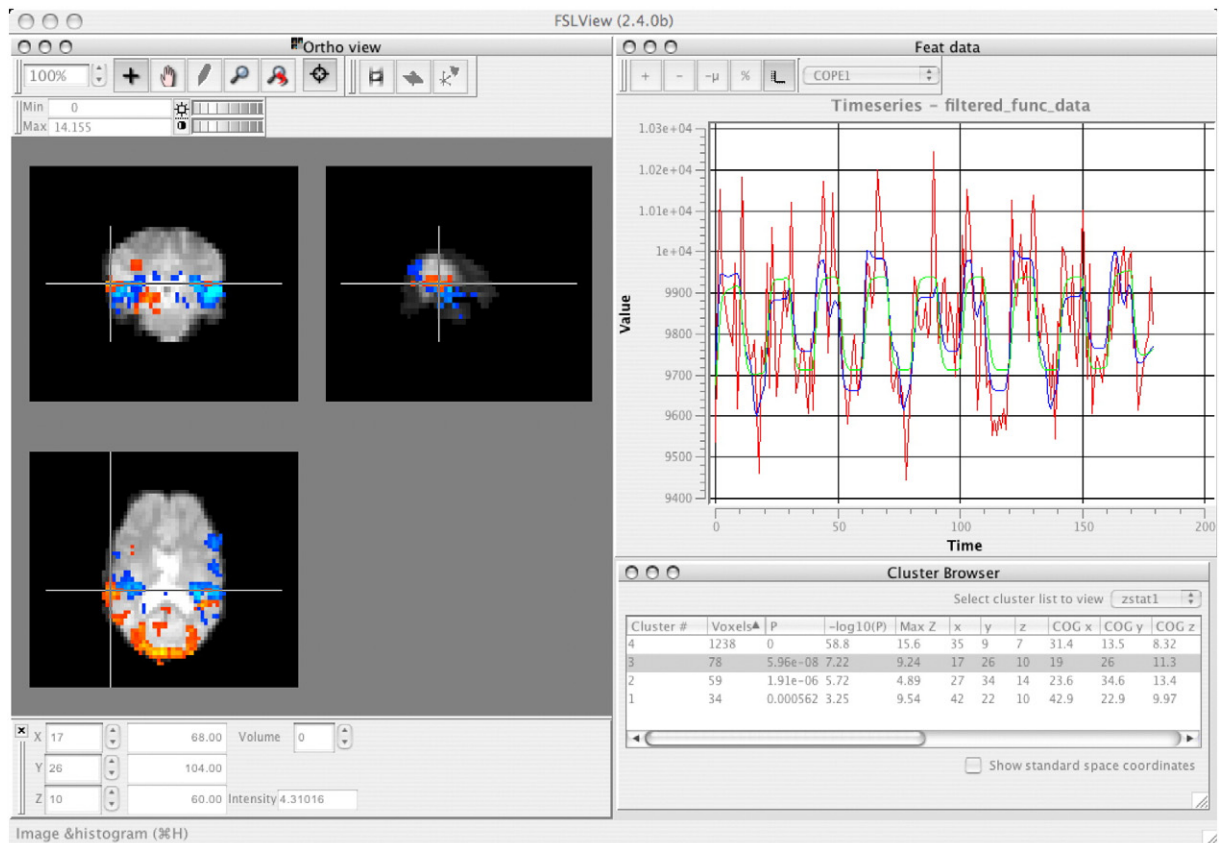 FSLView (2.4.0b)
Ortho view
100%
Min 0
Max 14.155
X 17 68.00 Volume 0
Y 26 104.00
Z 10 60.00 Intensity 4.31016
Feat data
+ - -μ % COPE1
Timeseries - filtered_func_data
1.03e+04
1.02e+04
1.01e+04
1e+04
9900
9800
9700
9600
9500
9400
Value
0 50 100 150 200
Time
Cluster Browser
Select cluster list to view zstat1
Cluster # Voxels P -log10(P) Max Z x y z COG x COG y COG z
4 1238 0 58.8 15.6 35 9 7 31.4 13.5 8.32
3 78 5.96e-08 7.22 9.24 17 26 10 19 26 11.3
2 59 1.91e-06 5.72 4.89 27 34 14 23.6 34.6 13.4
1 34 0.000562 3.25 9.54 42 22 10 42.9 22.9 9.97
Show standard space coordinates
Image &histogram (⌘H)